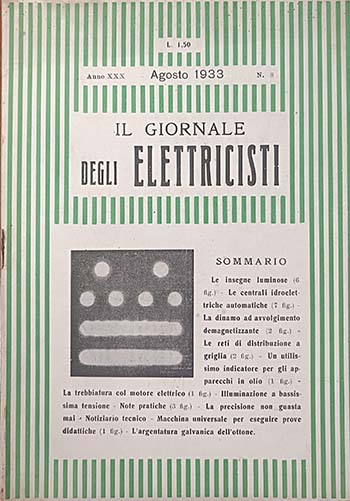 L. 1,50
Anno XXX Agosto 1933 N. 8
IL GIORNALE
DEGLI ELETTRICISTI
SOMMARIO
Le insegne luminose (6
fig.) - Le centrali idroelet-
triche automatiche (7 fig.) -
La dinamo ad avvolgimento
demagnetizzante (2 fig.) -
Le reti di distribuzione a
griglia (2 fig.) - Un utilis-
simo indicatore per gli ap-
parecchi in olio (1 fig.) -
La trebbiatura col motore elettrico (1 fig.) - Illuminazione a bassis-
sima tensione - Note pratiche (3 fig.) - La precisione non guasta
mai - Notiziario tecnico - Macchina universale per eseguire prove
didattiche (1 fig.) - L'argentatura galvanica dell'ottone.